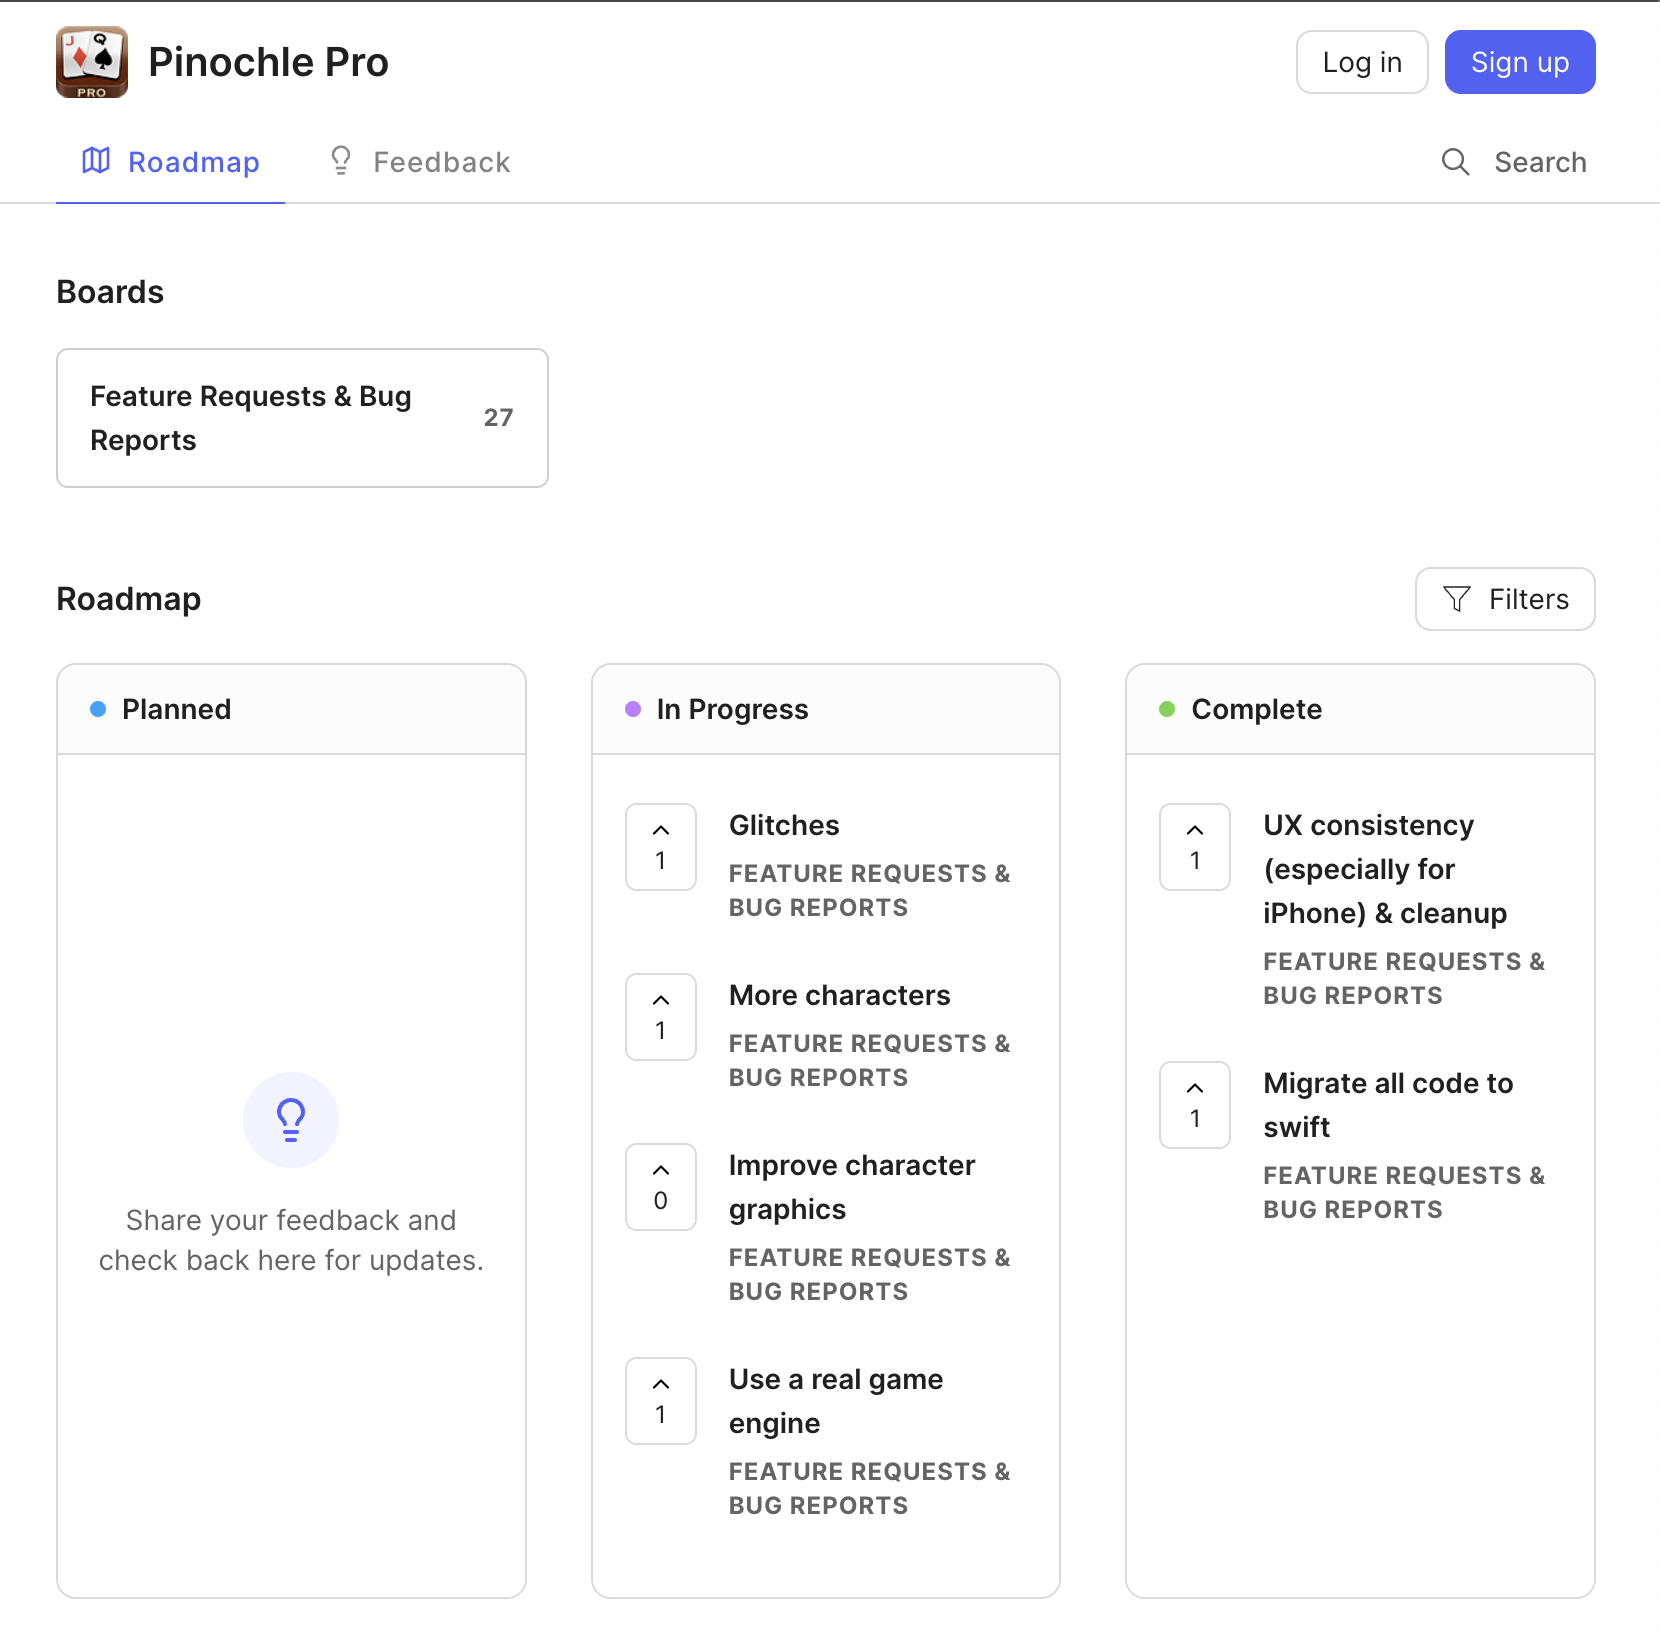 J Q
PRO
Pinochle Pro
Log in
Sign up
Roadmap
Feedback
Search
Boards
Feature Requests & Bug
Reports
27
Roadmap
Filters
Planned
Share your feedback and
check back here for updates.
In Progress
1
Glitches
FEATURE REQUESTS &
BUG REPORTS
1
More characters
FEATURE REQUESTS &
BUG REPORTS
0
Improve character
graphics
FEATURE REQUESTS &
BUG REPORTS
1
Use a real game
engine
FEATURE REQUESTS &
BUG REPORTS
Complete
1
UX consistency
(especially for
iPhone) & cleanup
FEATURE REQUESTS &
BUG REPORTS
1
Migrate all code to
swift
FEATURE REQUESTS &
BUG REPORTS